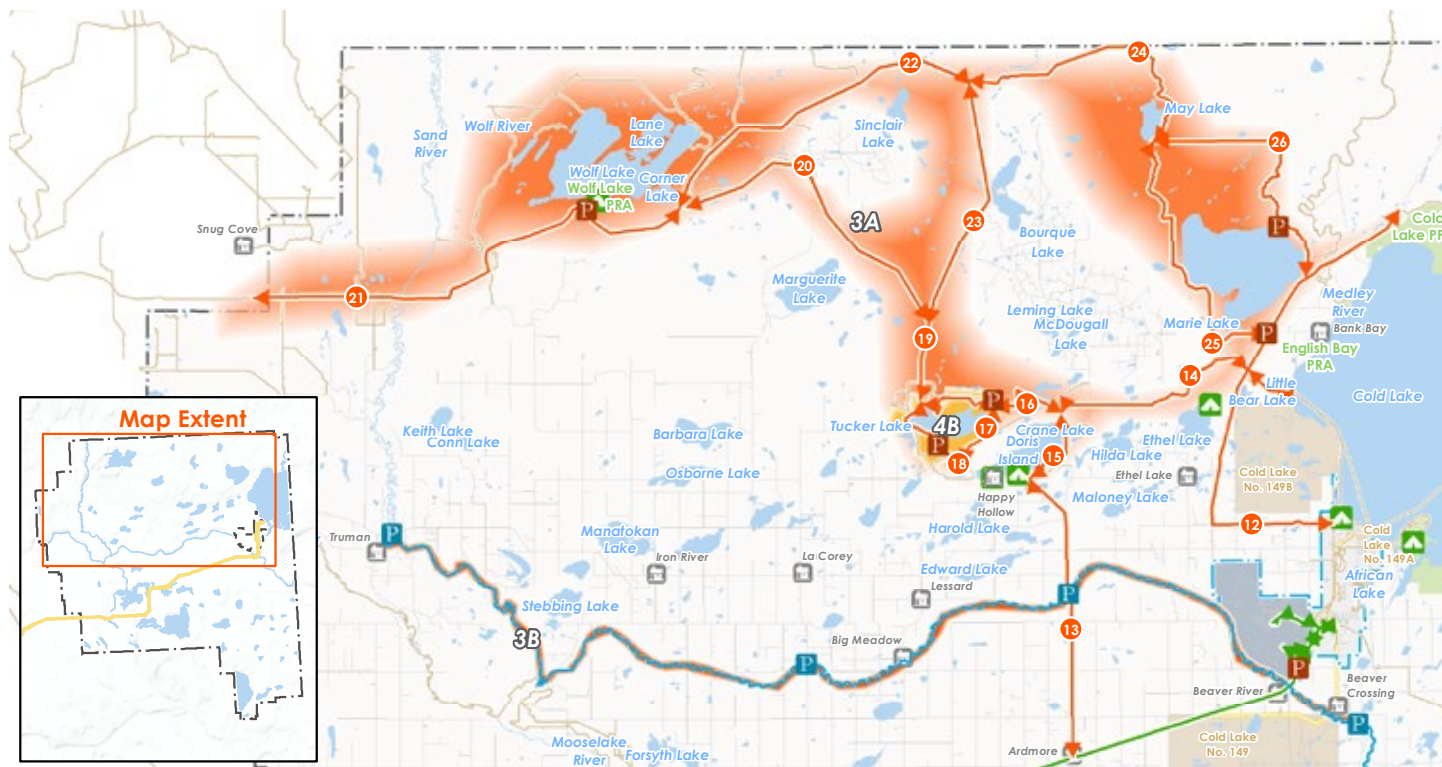 22
24
Wolf River
Lane
Lake
Sand
River
Sinclair
Lake
May Lake
26
20
Wolf Lake
Corner
Lake
Wolf Lake
PRA
P
3A
23
P
Snug Cove
Bourque
Lake
Cold
Lake PR
21
Marguerite
Lake
Medley
River
Leming Lake
McDougall
Lake
Marie Lake
P
Bank Bay
19
25
English Bay
PRA
14
Little
Bear Lake
Cold Lake
Map Extent
P
16
Keith Lake
Conn Lake
Barbara Lake
Tucker Lake
4B
17
Crane Lake
Doris
Island
15
Ethel Lake
Hilda Lake
P
18
Osborne Lake
Ethel Lake
Cold Lake
No. 149B
Happy
Hollow
Maloney Lake
Harold Lake
12
P
Truman
Manatokan
Lake
Iron River
La Corey
Cold
Lake
No. 149A
Edward Lake
Lessard
African
Lake
P
Stebbing Lake
3B
13
Big Meadow
P
P
Beaver River
Beaver
Crossing
P
Mooselake
River
Forsyth Lake
Ardmore
Cold Lake
No. 149